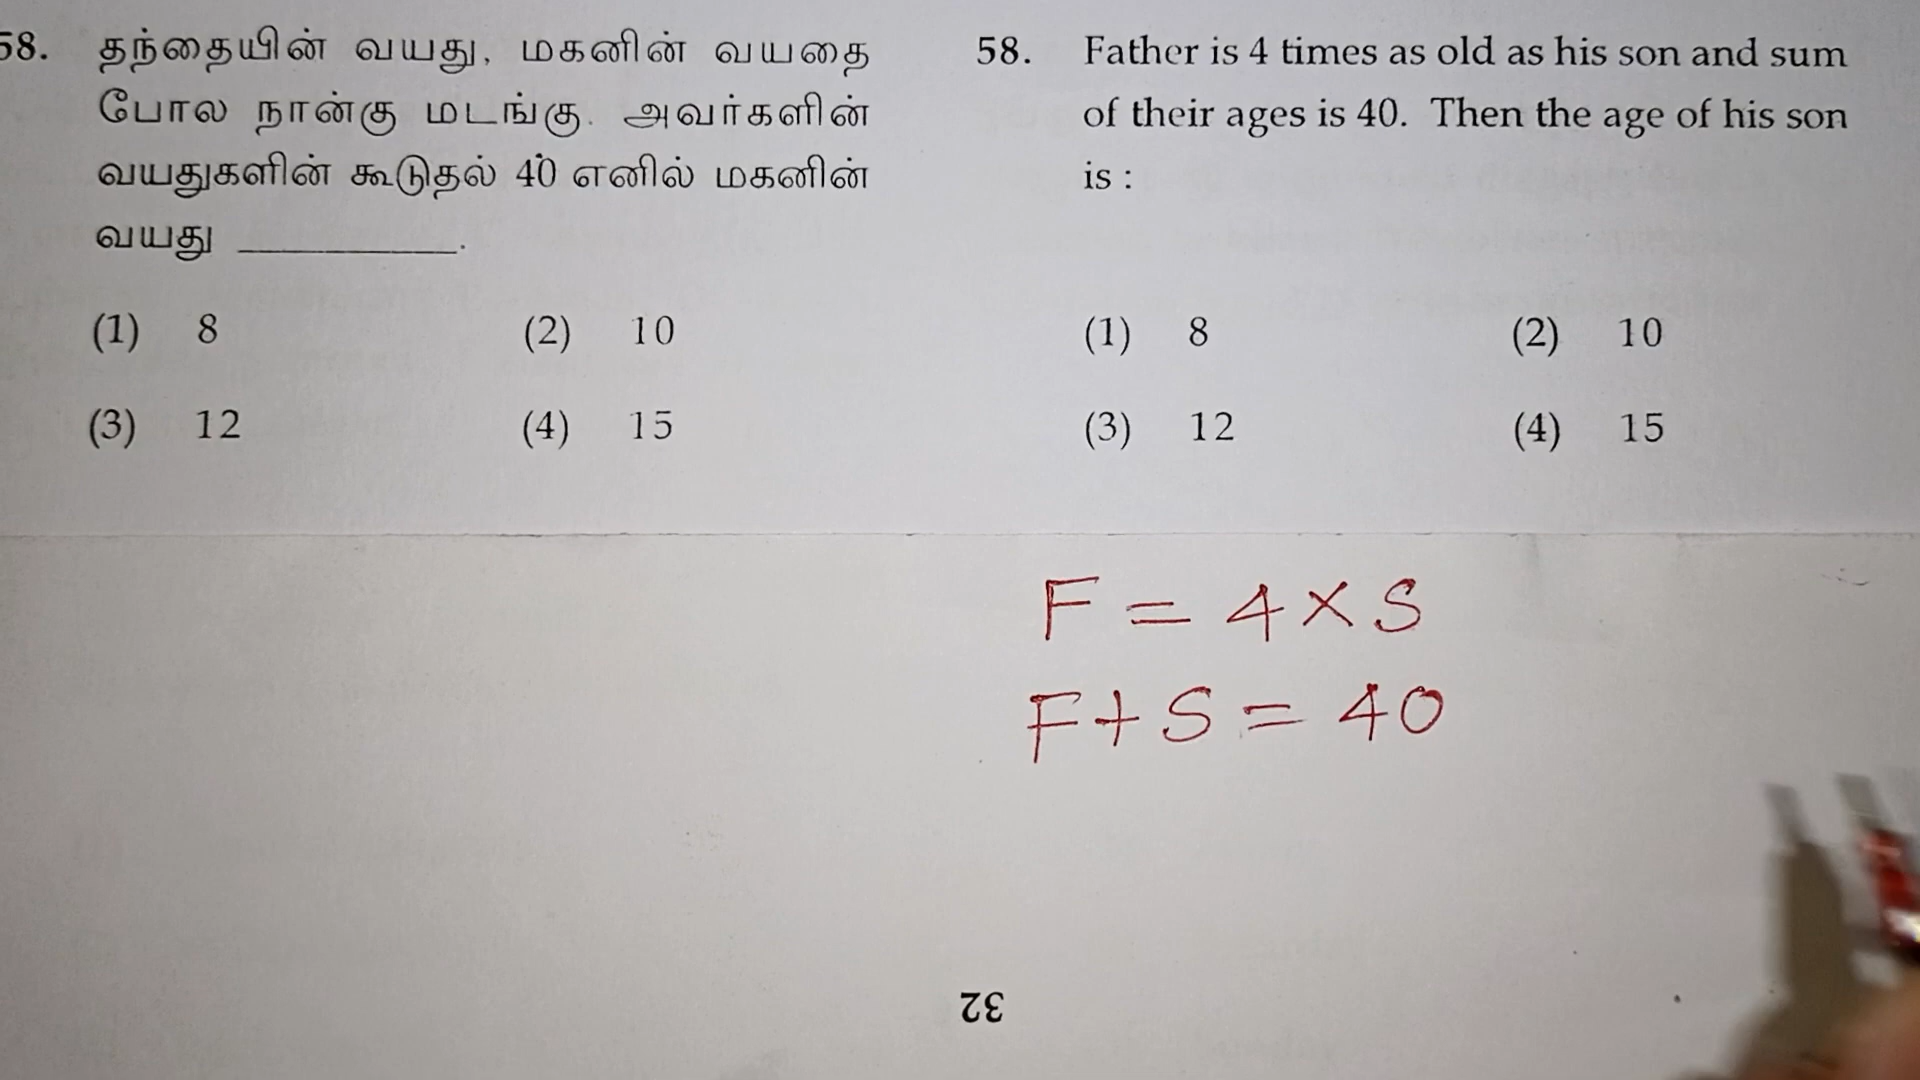 58. தந்தையின் வயது, மகனின் வயதை
போல நான்கு மடங்கு. அவர்களின்
வயதுகளின் கூடுதல் 40 எனில் மகனின்
வயது __________.
(1) 8 (2) 10
(3) 12 (4) 15
58. Father is 4 times as old as his son and sum
of their ages is 40. Then the age of his son
is :
(1) 8 (2) 10
(3) 12 (4) 15
F = 4 × S
F + S = 40
32